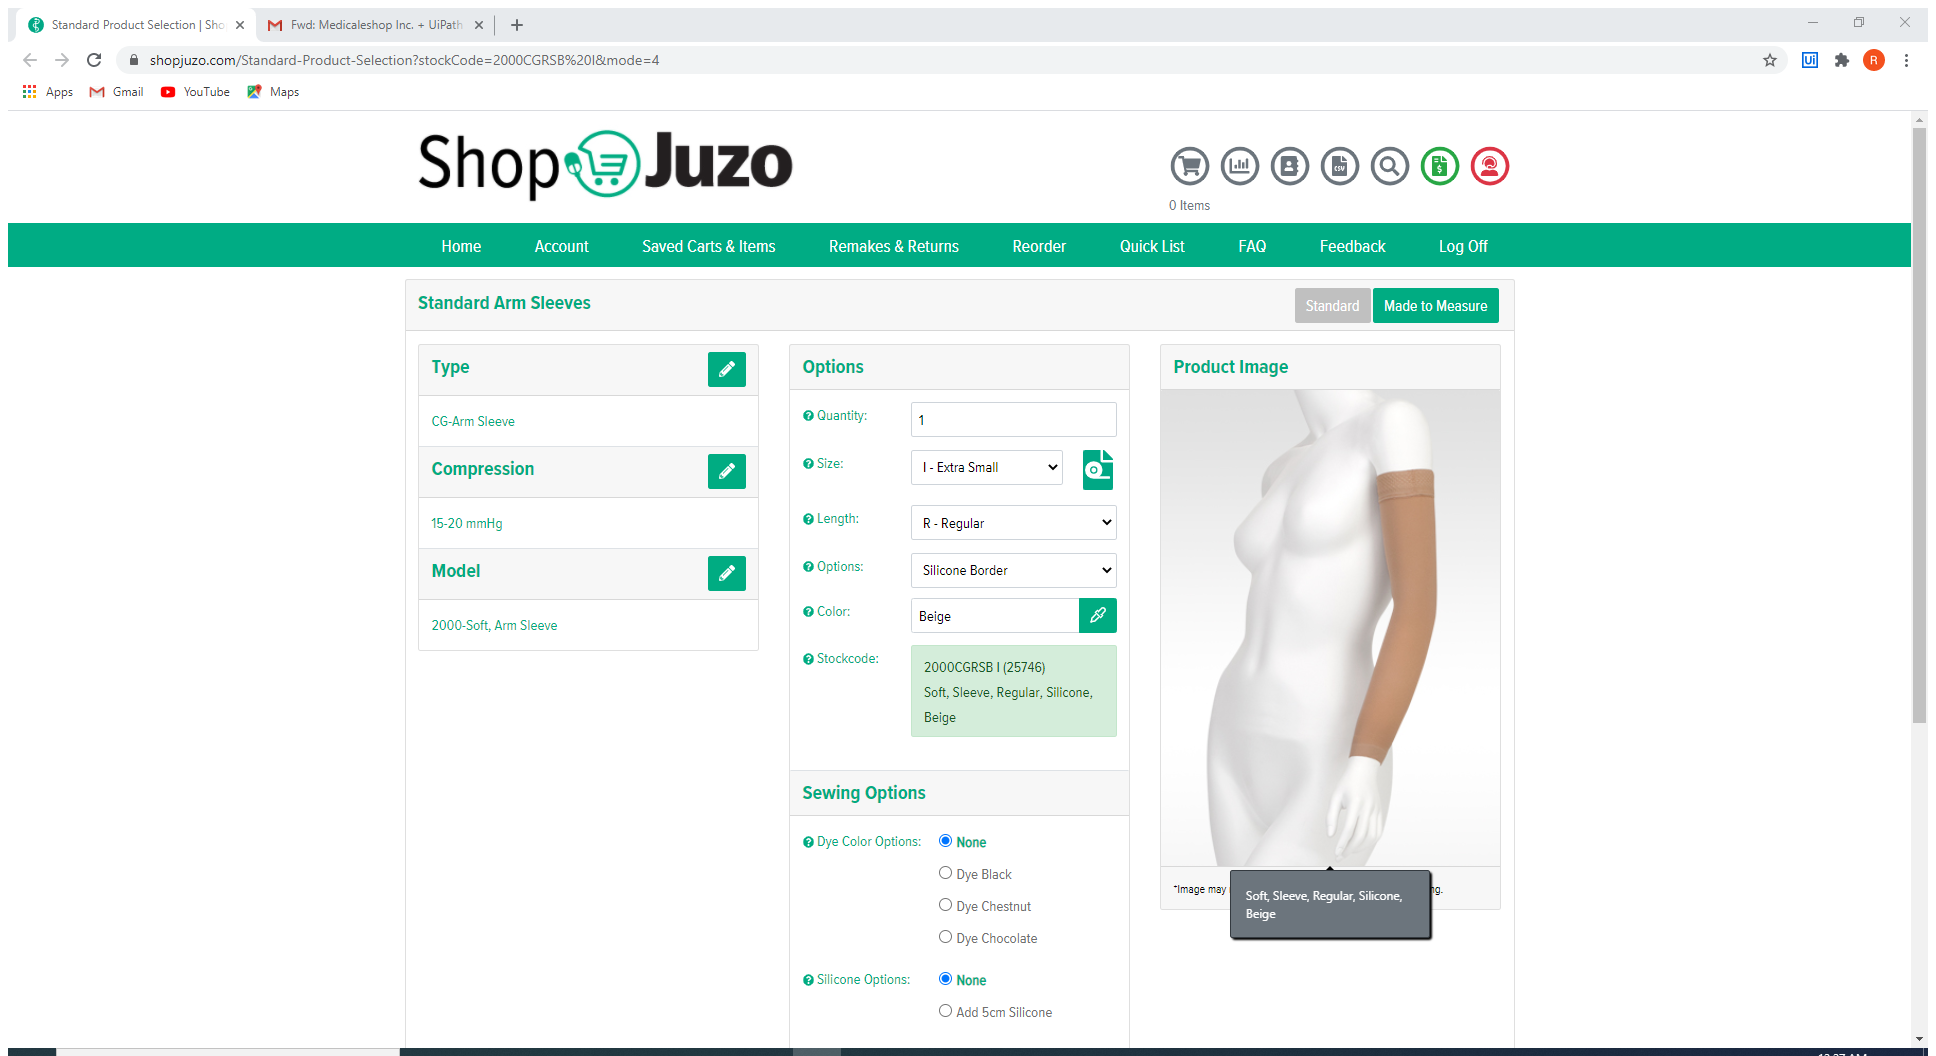 Standard Product Selection | Sho
Fwd: Medicaleshop Inc. + UiPath
shopjuzo.com/Standard-Product-Selection?stockCode=2000CGRSB%20I&mode=4
Ui
R
Apps
Gmail
YouTube
Maps
Shop Juzo
CSV
$
0 Items
Home
Account
Saved Carts & Items
Remakes & Returns
Reorder
Quick List
FAQ
Feedback
Log Off
Standard Arm Sleeves
Standard
Made to Measure
Type
CG-Arm Sleeve
Compression
15-20 mmHg
Model
2000-Soft, Arm Sleeve
Options
Quantity:
1
Size:
I - Extra Small
Length:
R - Regular
Options:
Silicone Border
Color:
Beige
Stockcode:
2000CGRSB I (25746)
Soft, Sleeve, Regular, Silicone,
Beige
Sewing Options
Dye Color Options:
None
Dye Black
Dye Chestnut
Dye Chocolate
Silicone Options:
None
Add 5cm Silicone
Product Image
*Image may
ng.
Soft, Sleeve, Regular, Silicone,
Beige